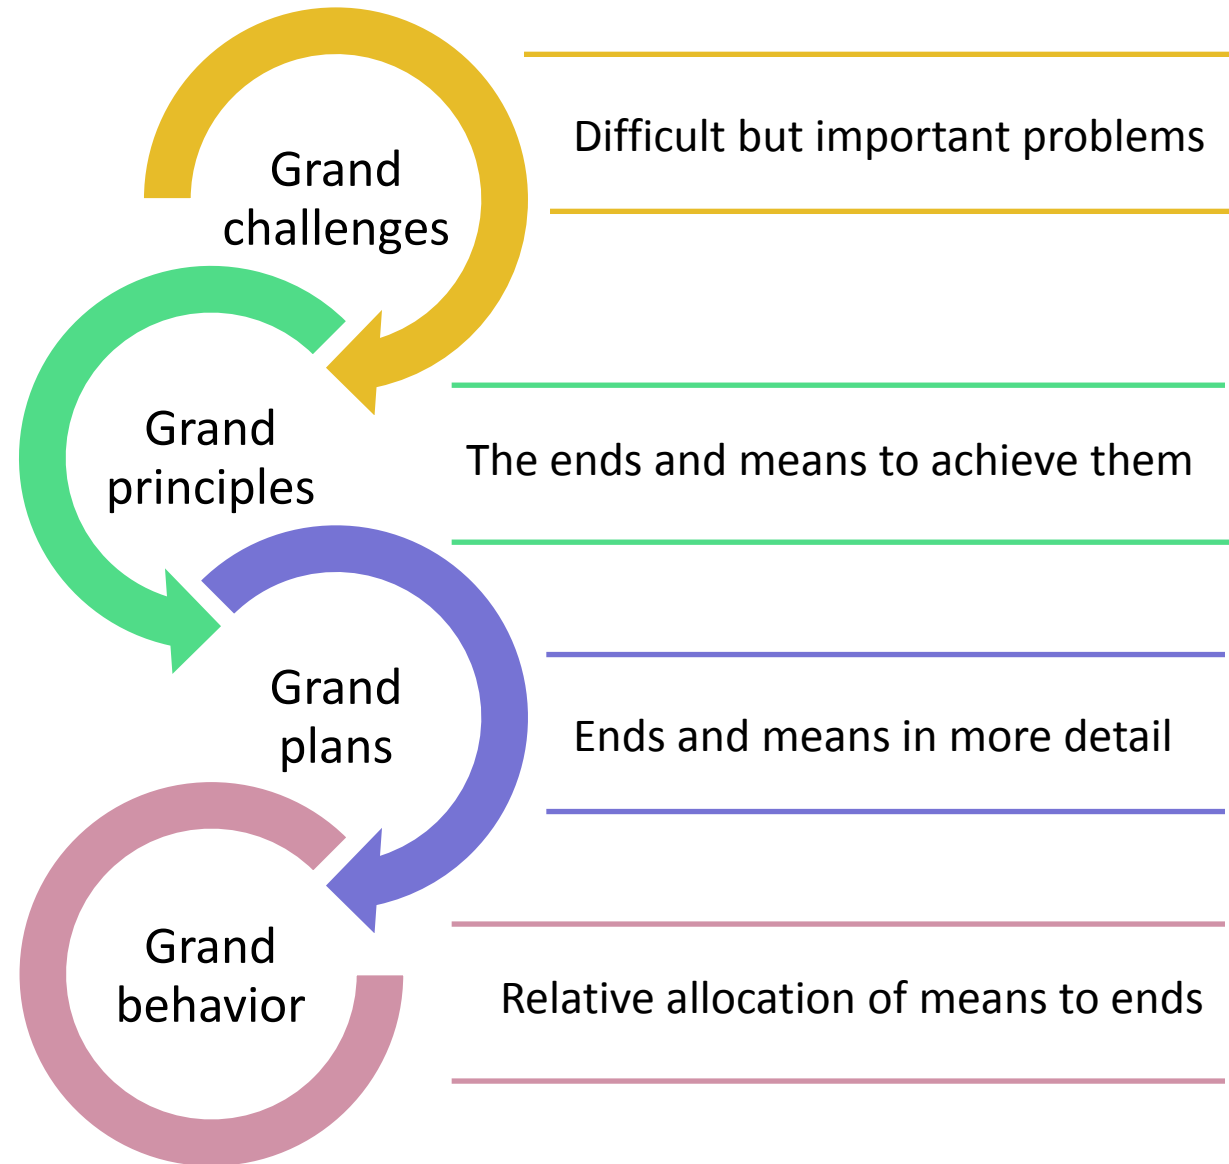 Grand
challenges
Difficult but important problems
Grand
principles
The ends and means to achieve them
Grand
plans
Ends and means in more detail
Grand
behavior
Relative allocation of means to ends